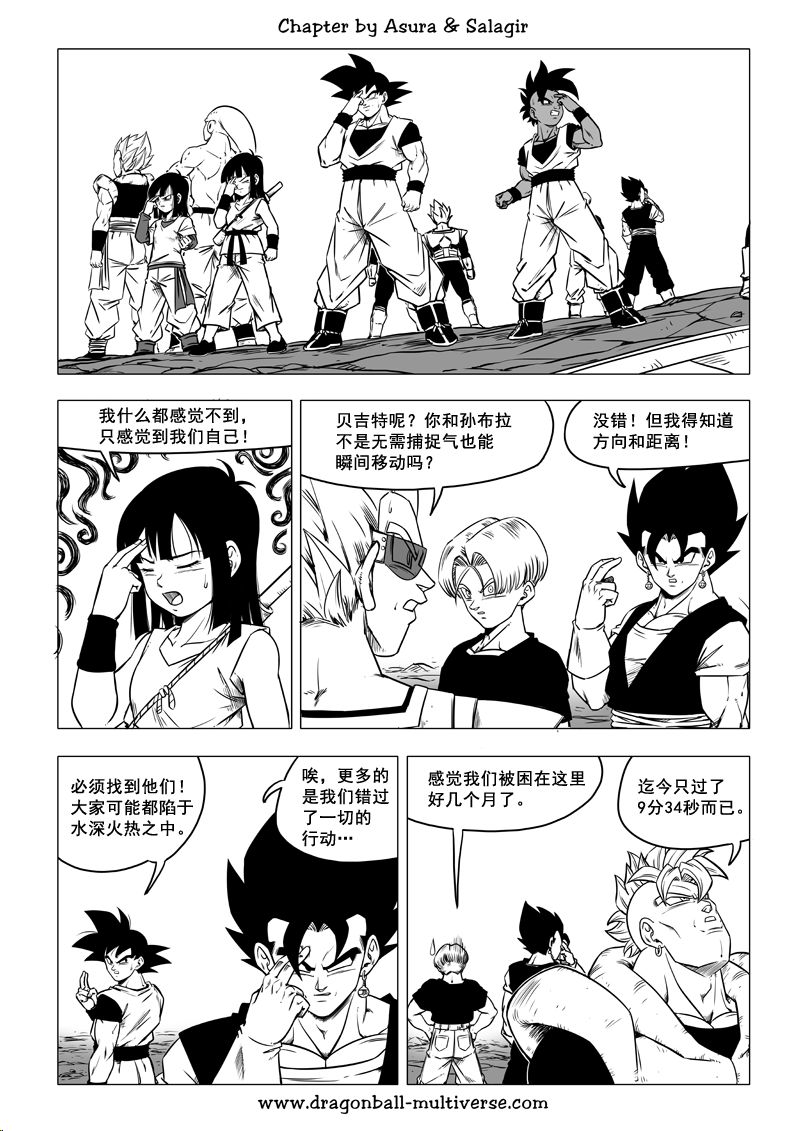 Chapter by Asura & Salagir
我什么都感觉不到，
只感觉到我们自己！
贝吉特呢？你和孙布拉
不是无需捕捉气也能
瞬间移动吗？
没错！但我得知道
方向和距离！
必须找到他们！
大家可能都陷于
水深火热之中。
唉，更多的
是我们错过
了一切的
行动…
感觉我们被困在这里
好几个月了。
迄今只过了
9分34秒而已。
www.dragonball-multiverse.com